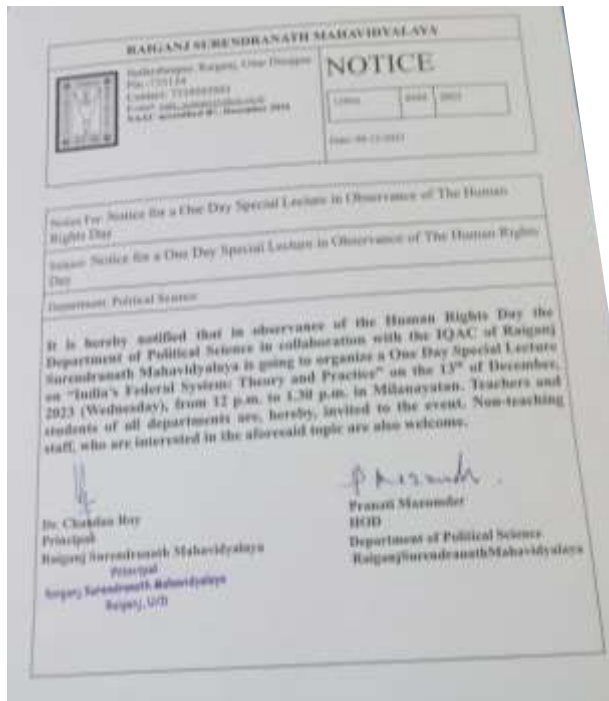 RAIGANJ SURENDRANATH MAHAVIDYALAYA
Raiganj, Uttar Dinajpur
NOTICE
Notice For: Notice for a One Day Special Lecture in Observance of The Human
Rights Day
Notice for a One Day Special Lecture in Observance of The Human Rights
Day
Department: Political Science
It is hereby notified that in observance of the Human Rights Day the
Department of Political Science in collaboration with the IQAC of Raiganj
Surendranath Mahavidyalaya is going to organize a One Day Special Lecture
on “India's Federal System: Theory and Practice” on the 13th of December,
2023 (Wednesday), from 12 p.m. to 1.30 p.m. in Milanayatan. Teachers and
students of all departments are, hereby, invited to the event. Non-teaching
staff, who are interested in the aforesaid topic are also welcome.
Dr. Chandan Roy
Principal
Raiganj Surendranath Mahavidyalaya
Principal
Raiganj Surendranath Mahavidyalaya
Raiganj, U/D
Pranati Mazumder
HOD
Department of Political Science
RaiganjSurendranathMahavidyalaya